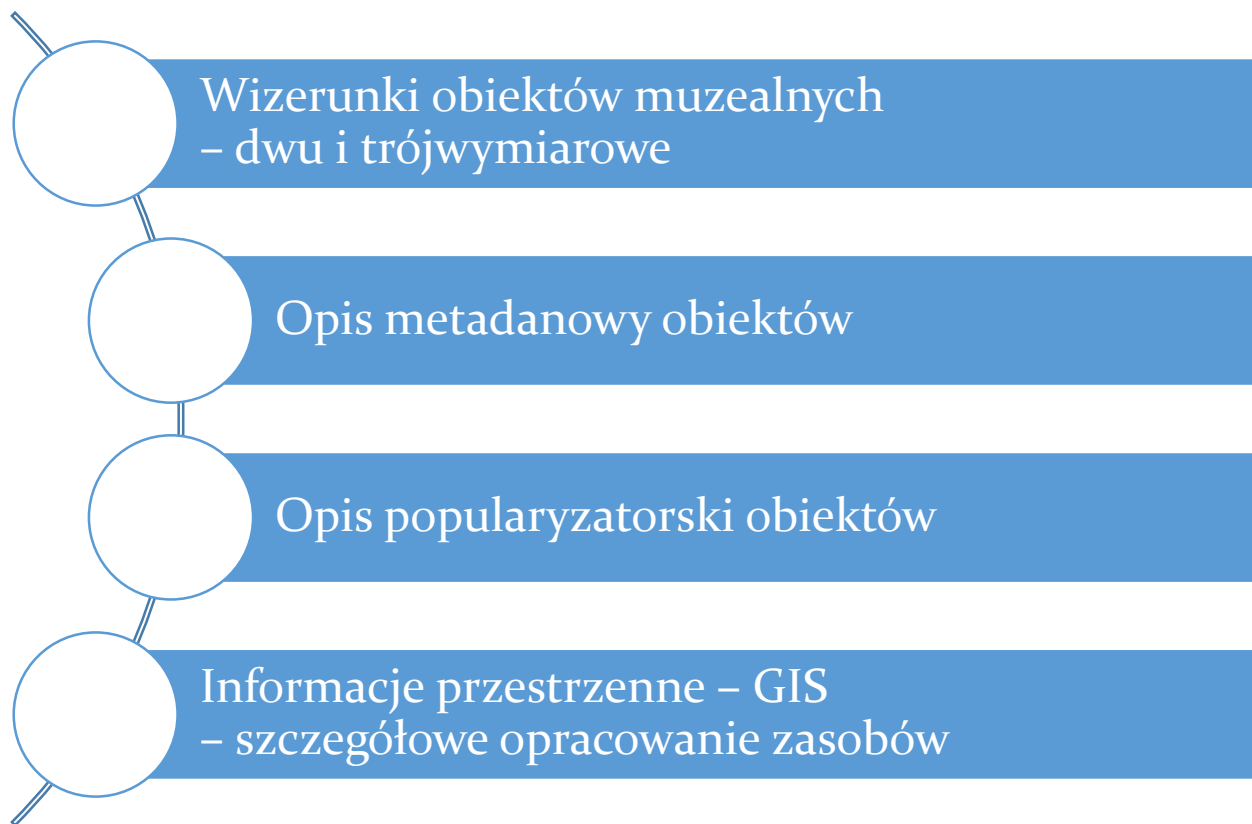 Wizerunki obiektów muzealnych
– dwu i trójwymiarowe
Opis metadanowy obiektów
Opis popularyzatorski obiektów
Informacje przestrzenne – GIS
– szczegółowe opracowanie zasobów